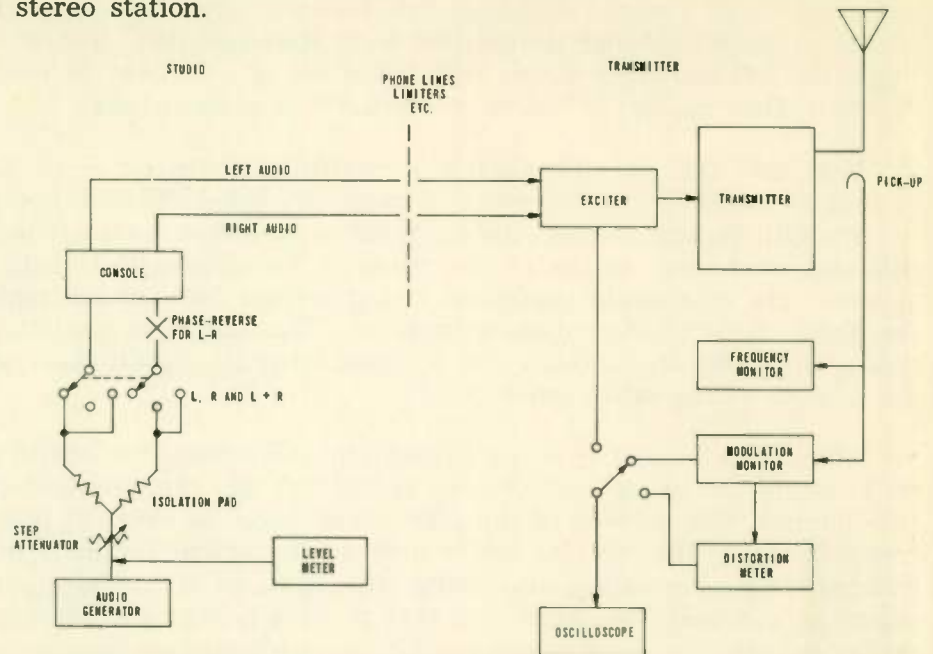 stereo station.
STUDIO
TRANSMITTER
PHONE LINES
LIMITERS
ETC.
LEFT AUDIO
RIGHT AUDIO
EXCITER
TRANSMITTER
PICK-UP
CONSOLE
PHASE-REVERSE
FOR L-R
L, R AND L + R
FREQUENCY
MONITOR
MODULATION
MONITOR
ISOLATION PAD
STEP
ATTENUATOR
LEVEL
METER
DISTORTION
METER
AUDIO
GENERATOR
OSCILLOSCOPE